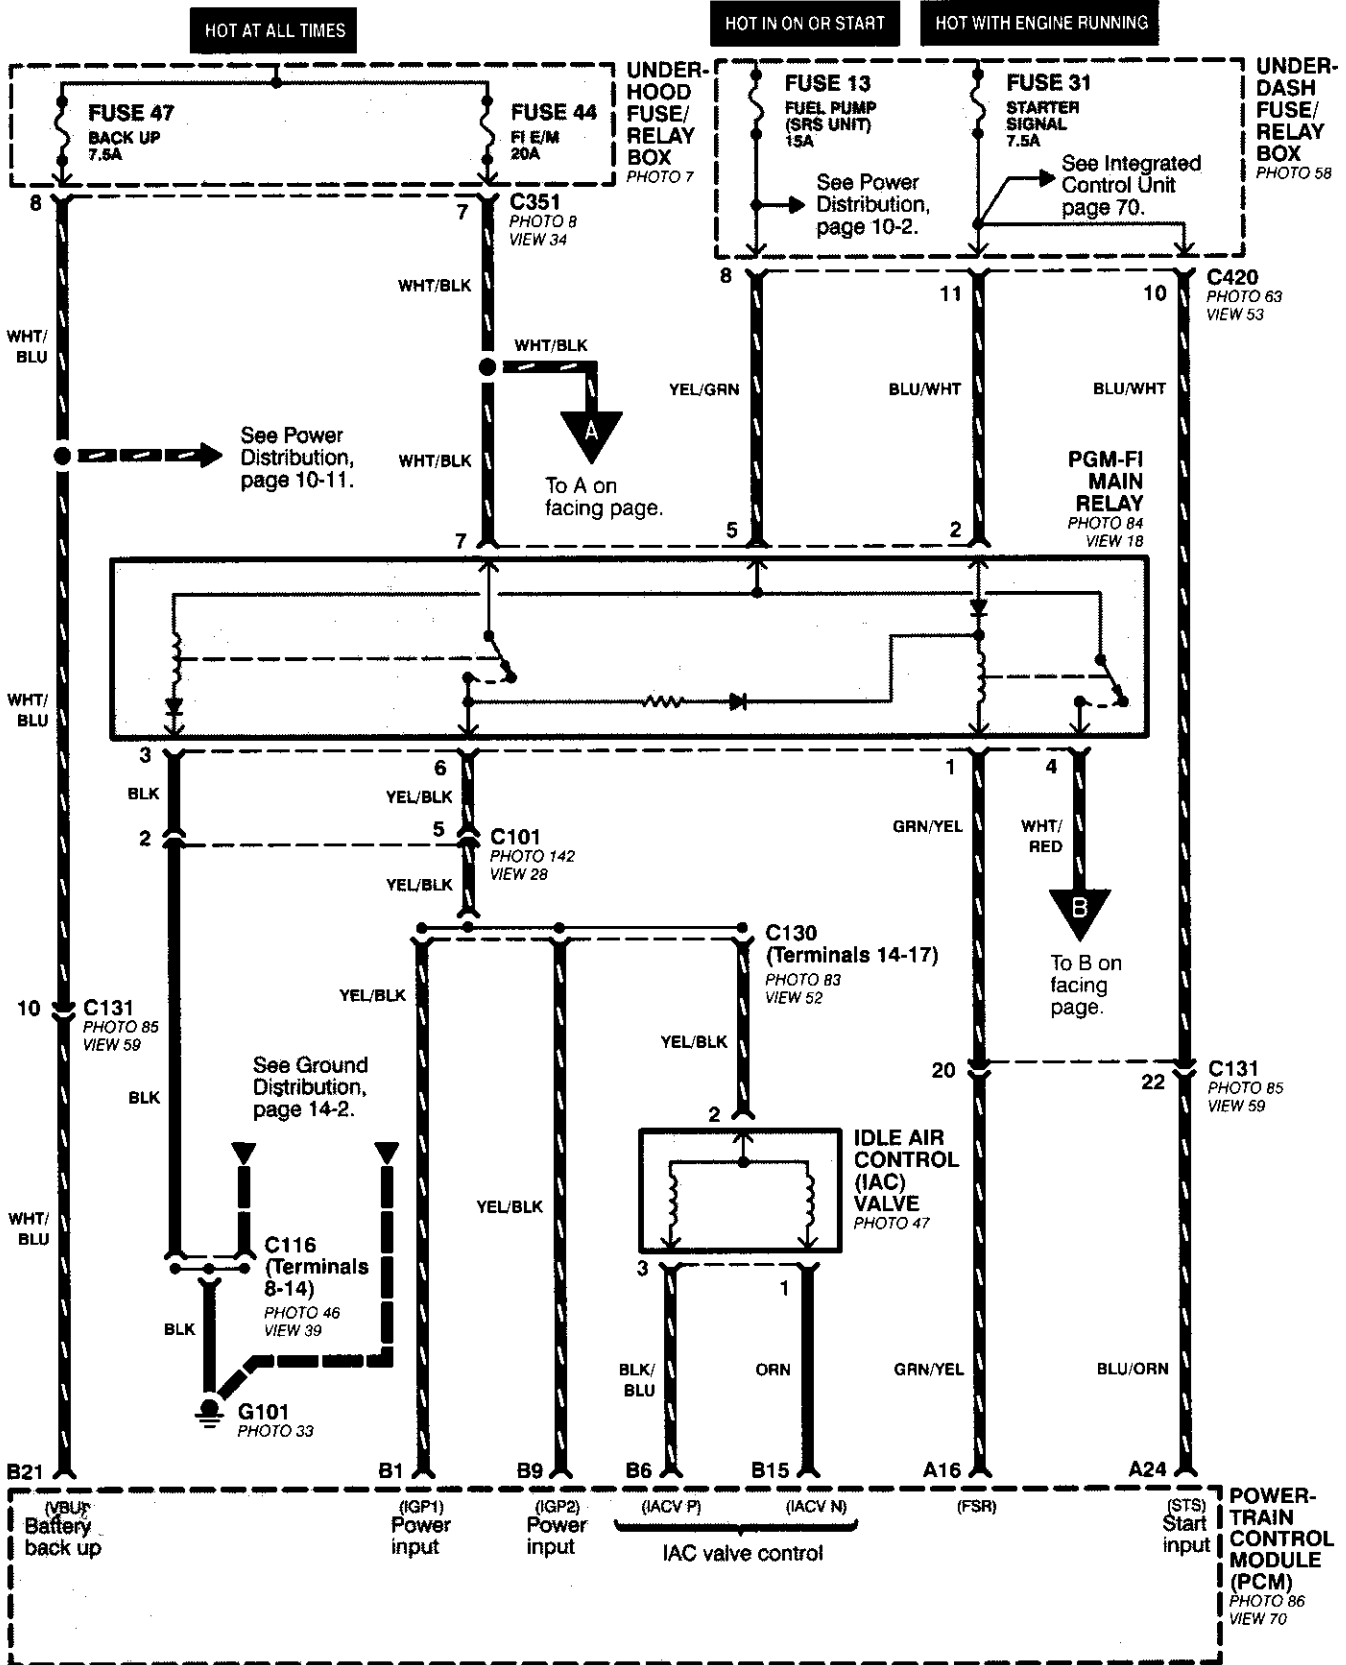 HOT AT ALL TIMES
HOT IN ON OR START
HOT WITH ENGINE RUNNING
FUSE 47
BACK UP
7.5A
FUSE 44
FI E/M
20A
UNDER-
HOOD
FUSE/
RELAY
BOX
PHOTO 7
FUSE 13
FUEL PUMP
(SRS UNIT)
15A
FUSE 31
STARTER
SIGNAL
7.5A
UNDER-
DASH
FUSE/
RELAY
BOX
PHOTO 58
See Power
Distribution,
page 10-2.
See Integrated
Control Unit
page 70.
8
7
C351
PHOTO 8
VIEW 34
8
11
10
C420
PHOTO 63
VIEW 53
WHT/BLK
WHT/
BLU
WHT/BLK
YEL/GRN
BLU/WHT
BLU/WHT
See Power
Distribution,
page 10-11.
WHT/BLK
A
To A on
facing page.
PGM-FI
MAIN
RELAY
PHOTO 84
VIEW 18
7
5
2
WHT/
BLU
3
6
1
4
BLK
YEL/BLK
GRN/YEL
WHT/
RED
2
5
C101
PHOTO 142
VIEW 28
YEL/BLK
B
To B on
facing
page.
C130
(Terminals 14-17)
PHOTO 83
VIEW 52
10
C131
PHOTO 85
VIEW 59
YEL/BLK
YEL/BLK
20
22
C131
PHOTO 85
VIEW 59
BLK
See Ground
Distribution,
page 14-2.
2
IDLE AIR
CONTROL
(IAC)
VALVE
PHOTO 47
WHT/
BLU
YEL/BLK
C116
(Terminals
8-14)
PHOTO 46
VIEW 39
3
1
BLK
BLK/
BLU
ORN
GRN/YEL
BLU/ORN
G101
PHOTO 33
B21
B1
B9
B6
B15
A16
A24
(VBU)
Battery
back up
(IGP1)
Power
input
(IGP2)
Power
input
(IACV P)
(IACV N)
IAC valve control
(FSR)
(STS)
Start
input
POWER-
TRAIN
CONTROL
MODULE
(PCM)
PHOTO 86
VIEW 70